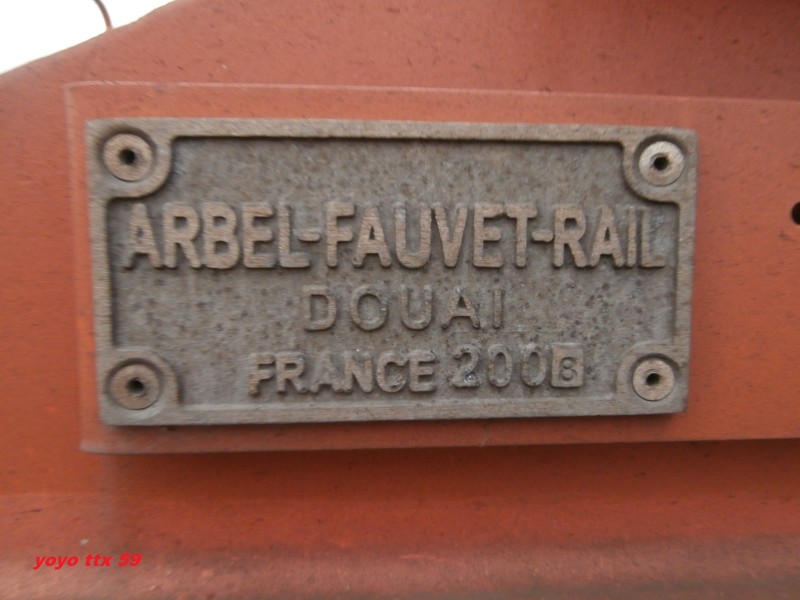 ARBEL-FAUVET-RAIL
DOUAI
FRANCE 2008
yoyo ttx 59